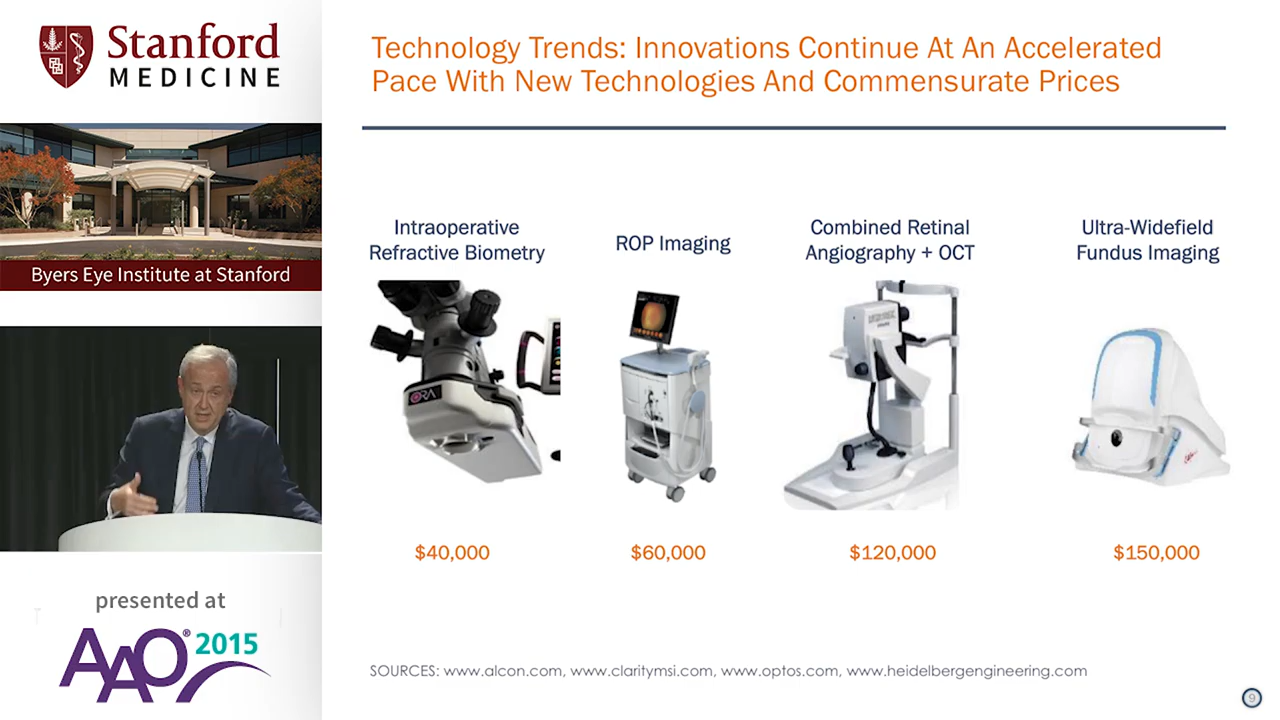 Stanford
MEDICINE
Byers Eye Institute at Stanford
presented at
AAO® 2015
Technology Trends: Innovations Continue At An Accelerated
Pace With New Technologies And Commensurate Prices
Intraoperative
Refractive Biometry
ROP Imaging
Combined Retinal
Angiography + OCT
Ultra-Widefield
Fundus Imaging
ORA
$40,000
$60,000
$120,000
$150,000
SOURCES: www.alcon.com, www.claritymsi.com, www.optos.com, www.heidelbergengineering.com
9